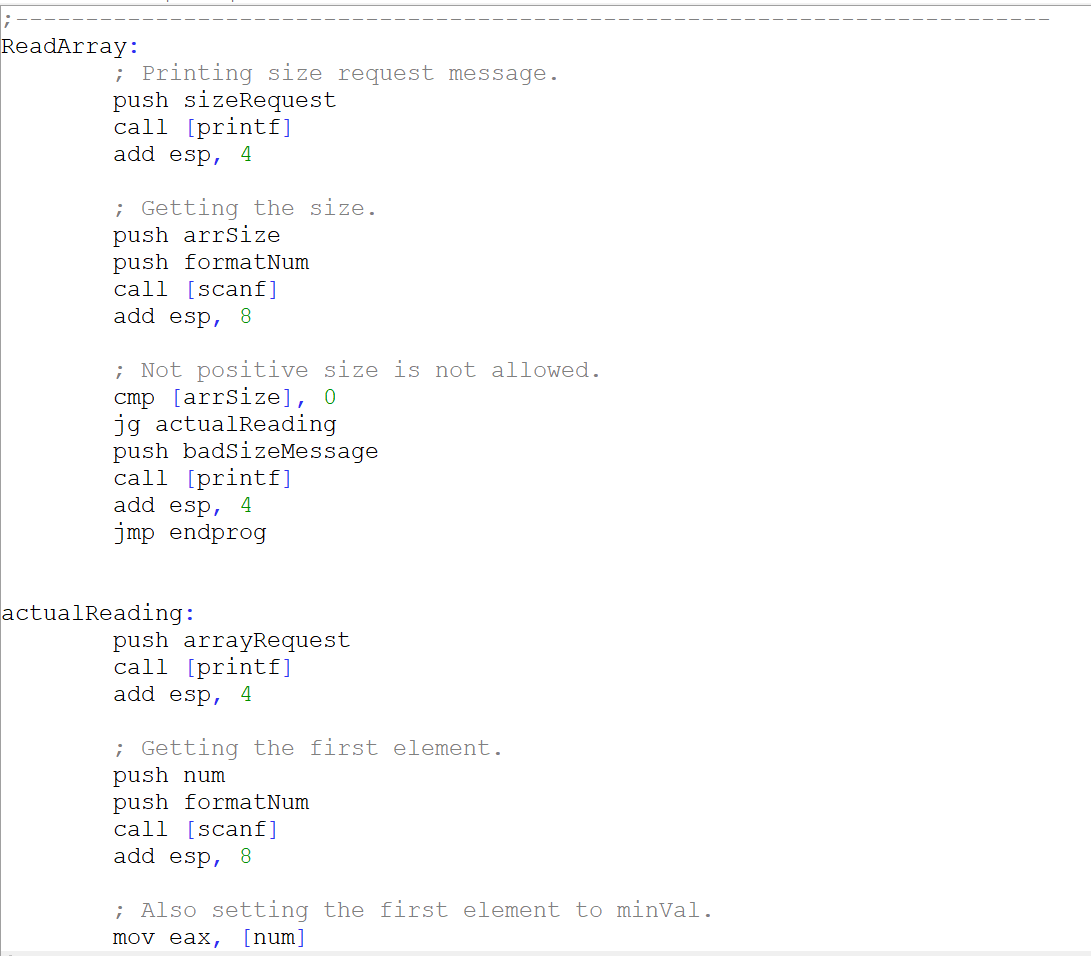 ;--------------------------------------------------------------------------
ReadArray:
        ; Printing size request message.
        push sizeRequest
        call [printf]
        add esp, 4

        ; Getting the size.
        push arrSize
        push formatNum
        call [scanf]
        add esp, 8

        ; Not positive size is not allowed.
        cmp [arrSize], 0
        jg actualReading
        push badSizeMessage
        call [printf]
        add esp, 4
        jmp endprog


actualReading:
        push arrayRequest
        call [printf]
        add esp, 4

        ; Getting the first element.
        push num
        push formatNum
        call [scanf]
        add esp, 8

        ; Also setting the first element to minVal.
        mov eax, [num]